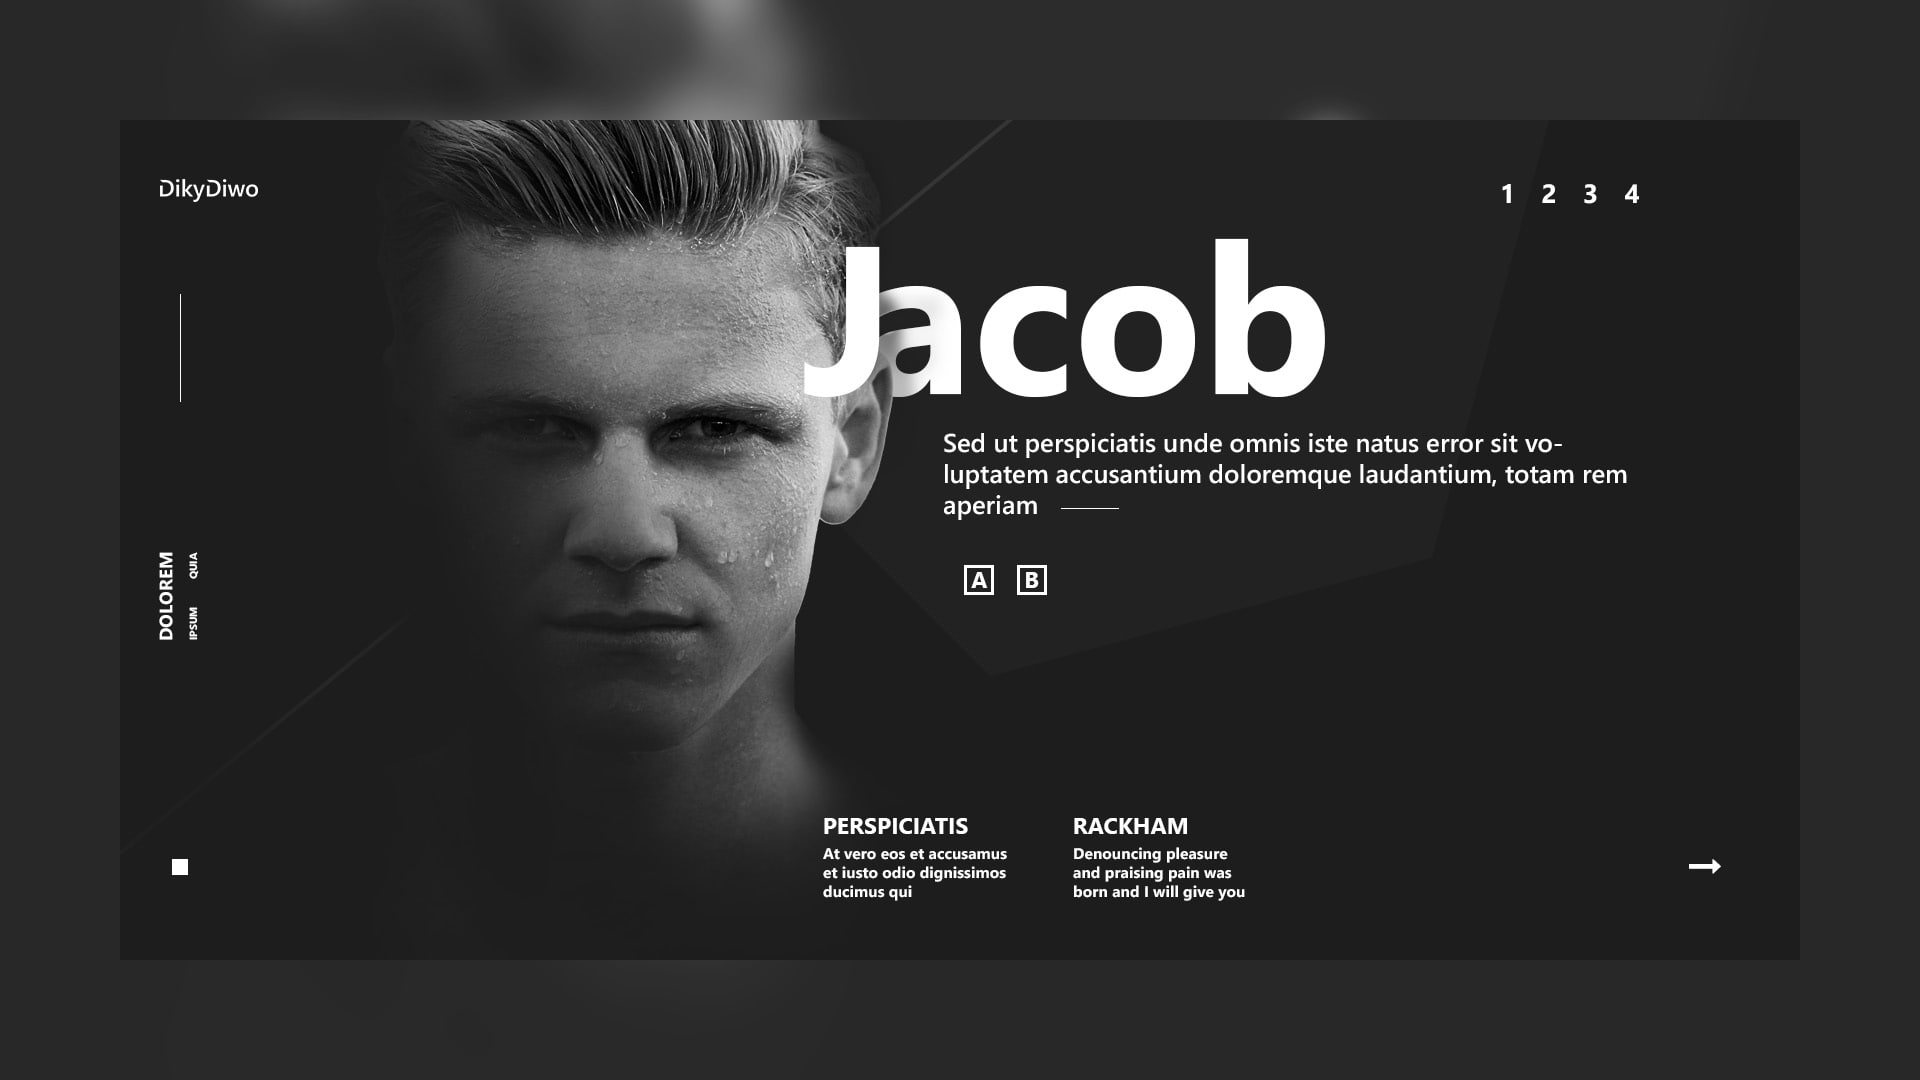 DikyDiwo
1 2 3 4
Jacob
Sed ut perspiciatis unde omnis iste natus error sit vo-
luptatem accusantium doloremque laudantium, totam rem
aperiam
A B
DOLOREM
IPSUM QUIA
PERSPICIATIS
At vero eos et accusamus
et iusto odio dignissimos
ducimus qui
RACKHAM
Denouncing pleasure
and praising pain was
born and I will give you